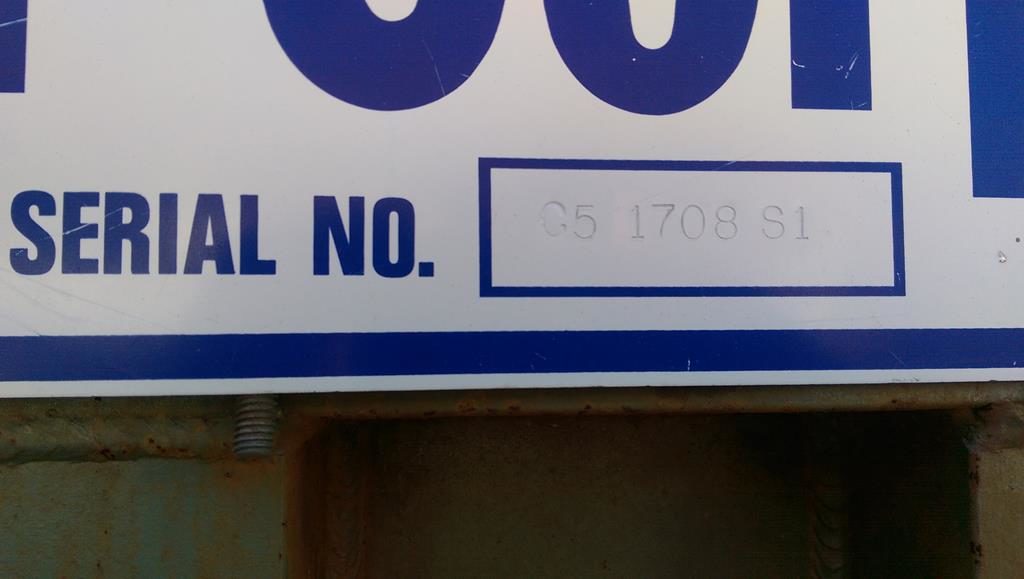 SERIAL NO. G5 1708 S1